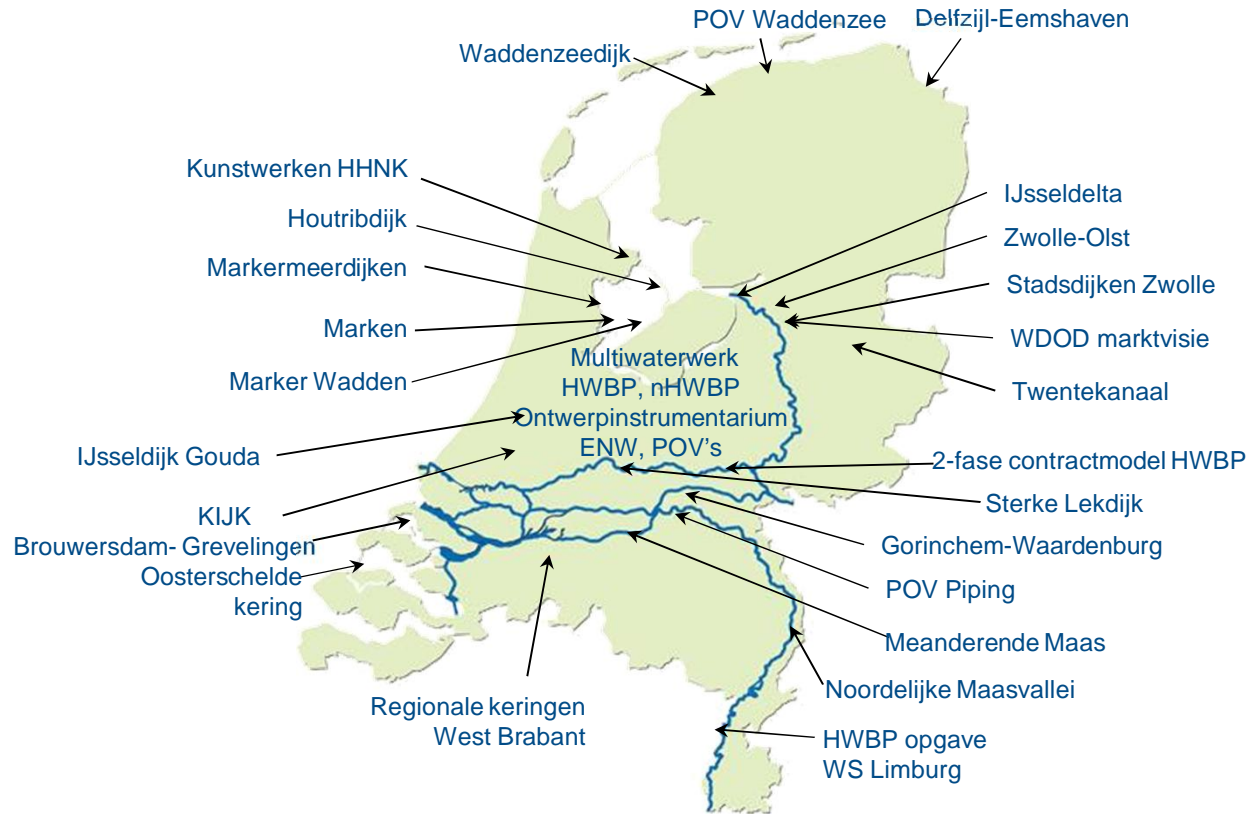 POV Waddenzee
Delfzijl-Eemshaven
Waddenzeedijk
Kunstwerken HHNK
Houtribdijk
Markermeerdijken
Marken
Marker Wadden
IJsseldijk Gouda
KIJK
Brouwersdam- Grevelingen
Oosterschelde
kering
Regionale keringen
West Brabant
Multiwaterwerk
HWBP, nHWBP
Ontwerpinstrumentarium
ENW, POV’s
IJsseldelta
Zwolle-Olst
Stadsdijken Zwolle
WDOD marktvisie
Twentekanaal
2-fase contractmodel HWBP
Sterke Lekdijk
Gorinchem-Waardenburg
POV Piping
Meanderende Maas
Noordelijke Maasvallei
HWBP opgave
WS Limburg